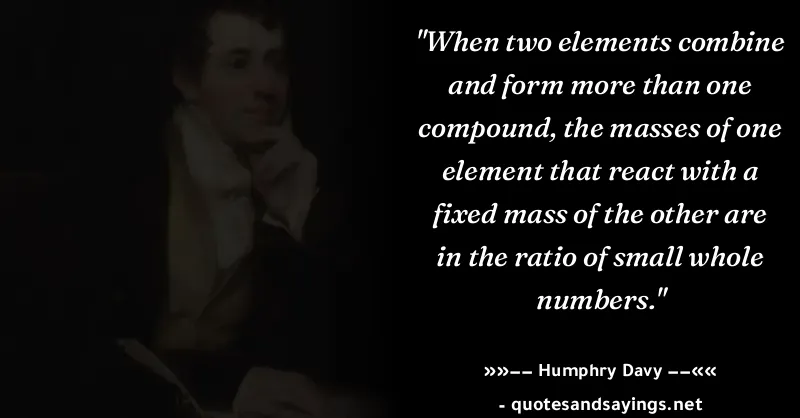 "When two elements combine
and form more than one
compound, the masses of one
element that react with a
fixed mass of the other are
in the ratio of small whole
numbers."
»»–– Humphry Davy ––««
- quotesandsayings.net